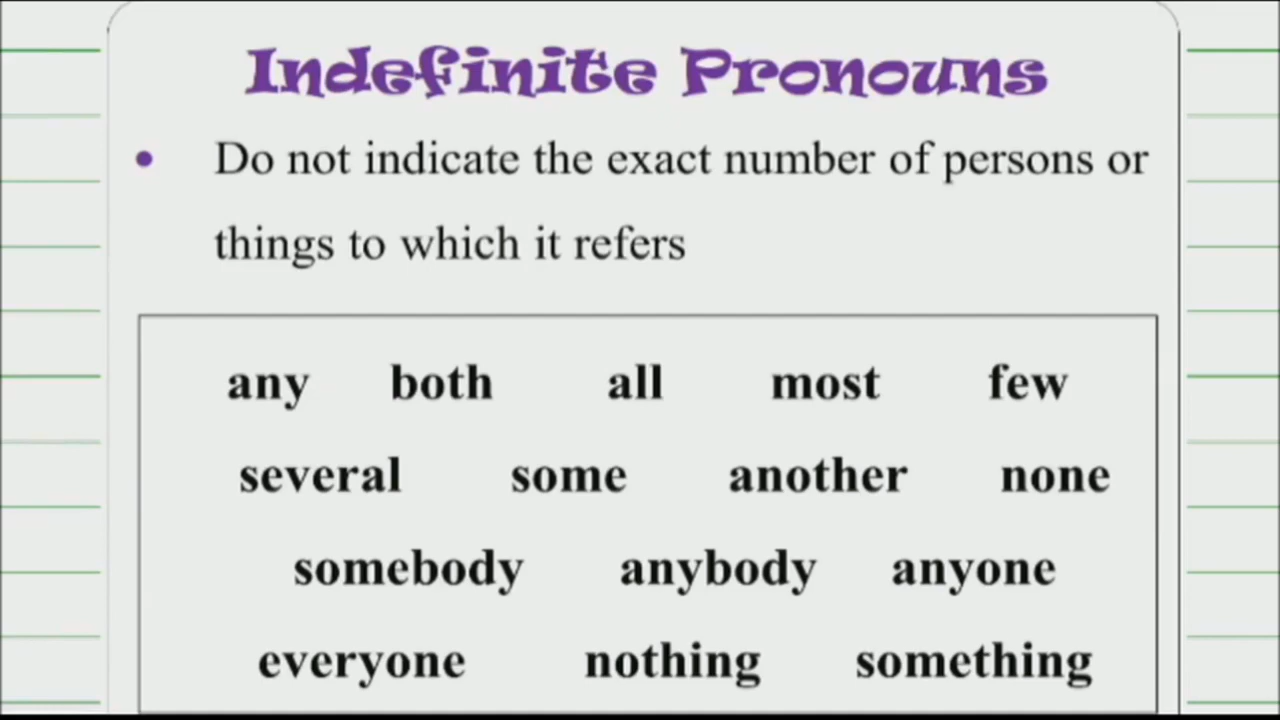 Indefinite Pronouns
• Do not indicate the exact number of persons or
things to which it refers
any both all most few
several some another none
somebody anybody anyone
everyone nothing something